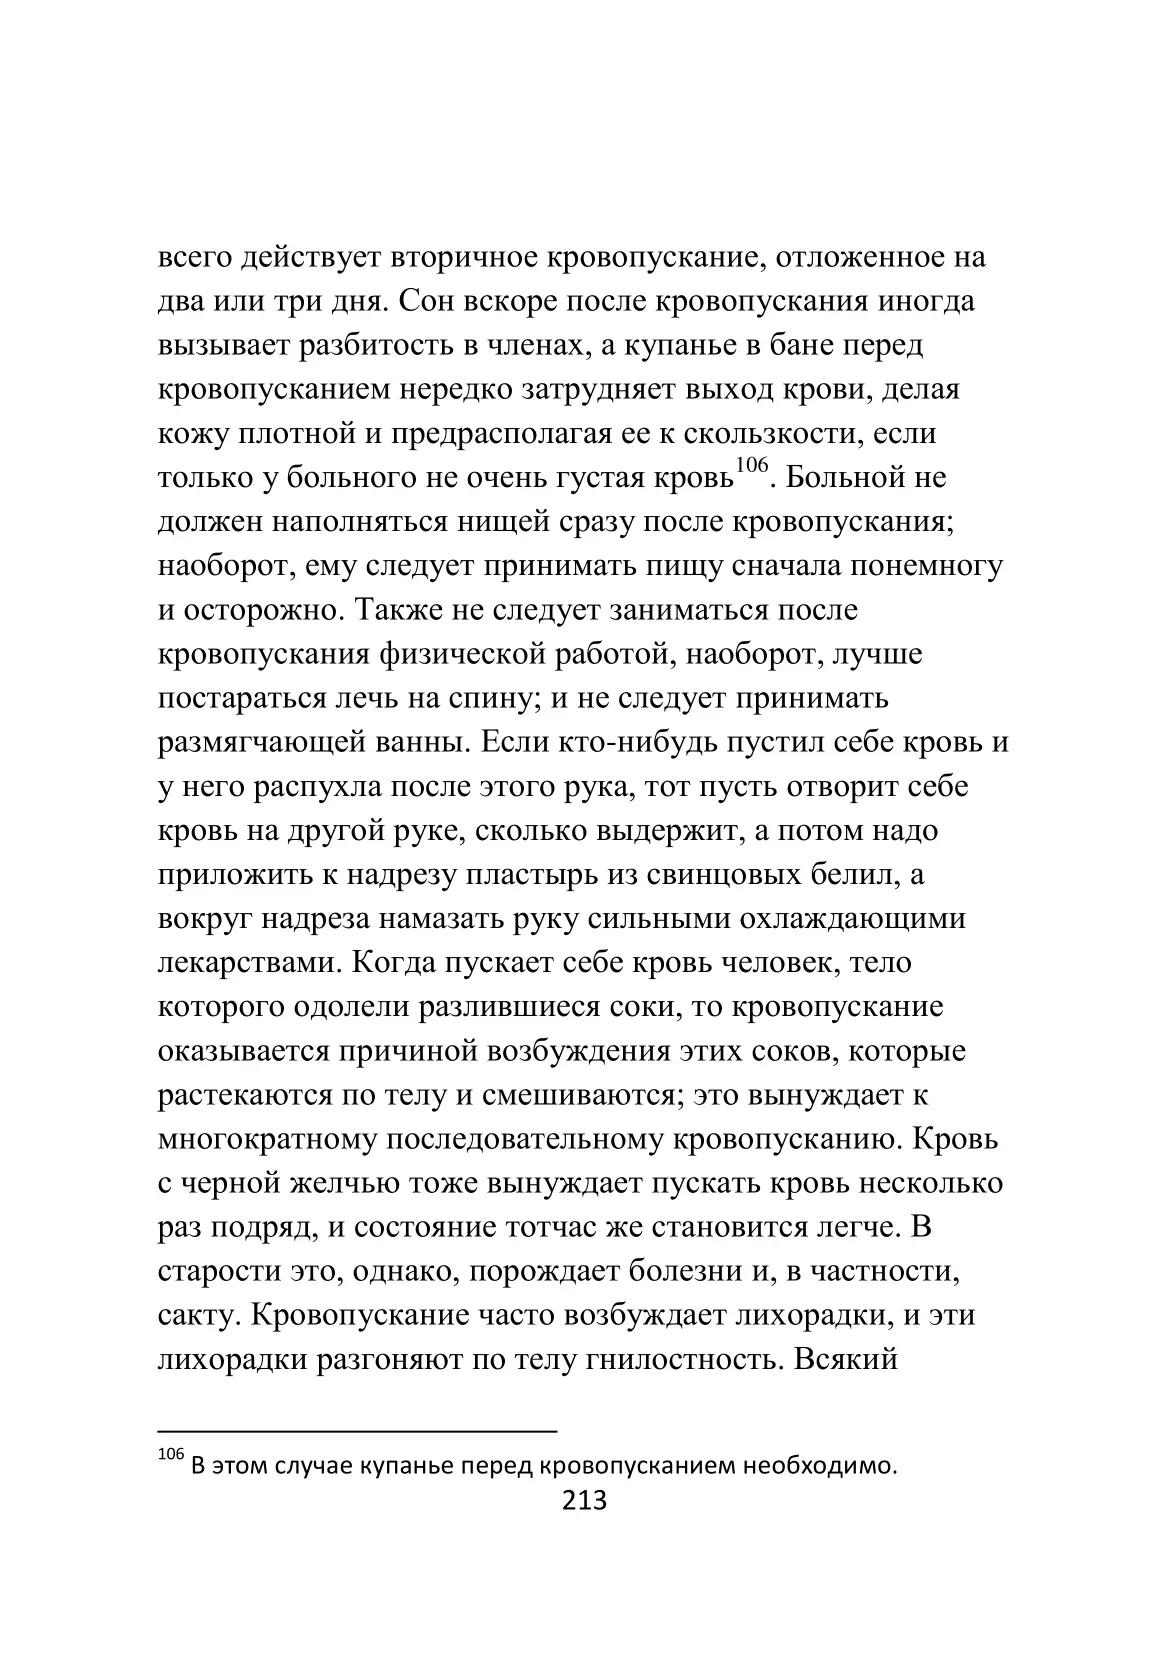 всего действует вторичное кровопускание, отложенное на
два или три дня. Сон вскоре после кровопускания иногда
вызывает разбитость в членах, а купанье в бане перед
кровопусканием нередко затрудняет выход крови, делая
кожу плотной и предрасполагая ее к скользкости, если
только у больного не очень густая кровь106. Больной не
должен наполняться нищей сразу после кровопускания;
наоборот, ему следует принимать пищу сначала понемногу
и осторожно. Также не следует заниматься после
кровопускания физической работой, наоборот, лучше
постараться лечь на спину; и не следует принимать
размягчающей ванны. Если кто-нибудь пустил себе кровь и
у него распухла после этого рука, тот пусть отворит себе
кровь на другой руке, сколько выдержит, а потом надо
приложить к надрезу пластырь из свинцовых белил, а
вокруг надреза намазать руку сильными охлаждающими
лекарствами. Когда пускает себе кровь человек, тело
которого одолели разлившиеся соки, то кровопускание
оказывается причиной возбуждения этих соков, которые
растекаются по телу и смешиваются; это вынуждает к
многократному последовательному кровопусканию. Кровь
с черной желчью тоже вынуждает пускать кровь несколько
раз подряд, и состояние тотчас же становится легче. В
старости это, однако, порождает болезни и, в частности,
сакту. Кровопускание часто возбуждает лихорадки, и эти
лихорадки разгоняют по телу гнилостность. Всякий
106 В этом случае купанье перед кровопусканием необходимо.
213